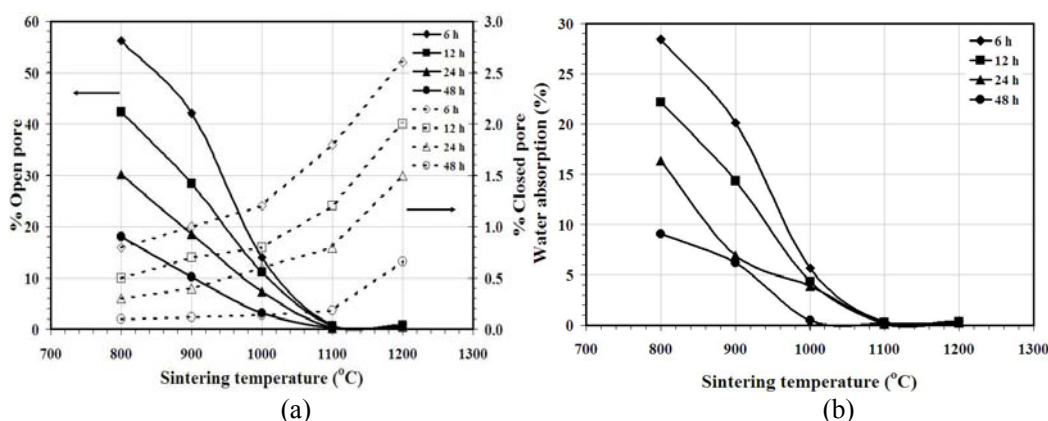 (a)
60
50
40
30
20
10
0
% Open pore
3.0
2.5
2.0
1.5
1.0
0.5
0.0
% Closed pore
6 h
12 h
24 h
48 h
6 h
12 h
24 h
48 h
700 800 900 1000 1100 1200 1300
Sintering temperature (°C)
(a)
30
25
20
15
10
5
0
Water absorption (%)
6 h
12 h
24 h
48 h
700 800 900 1000 1100 1200 1300
Sintering temperature (°C)
(b)